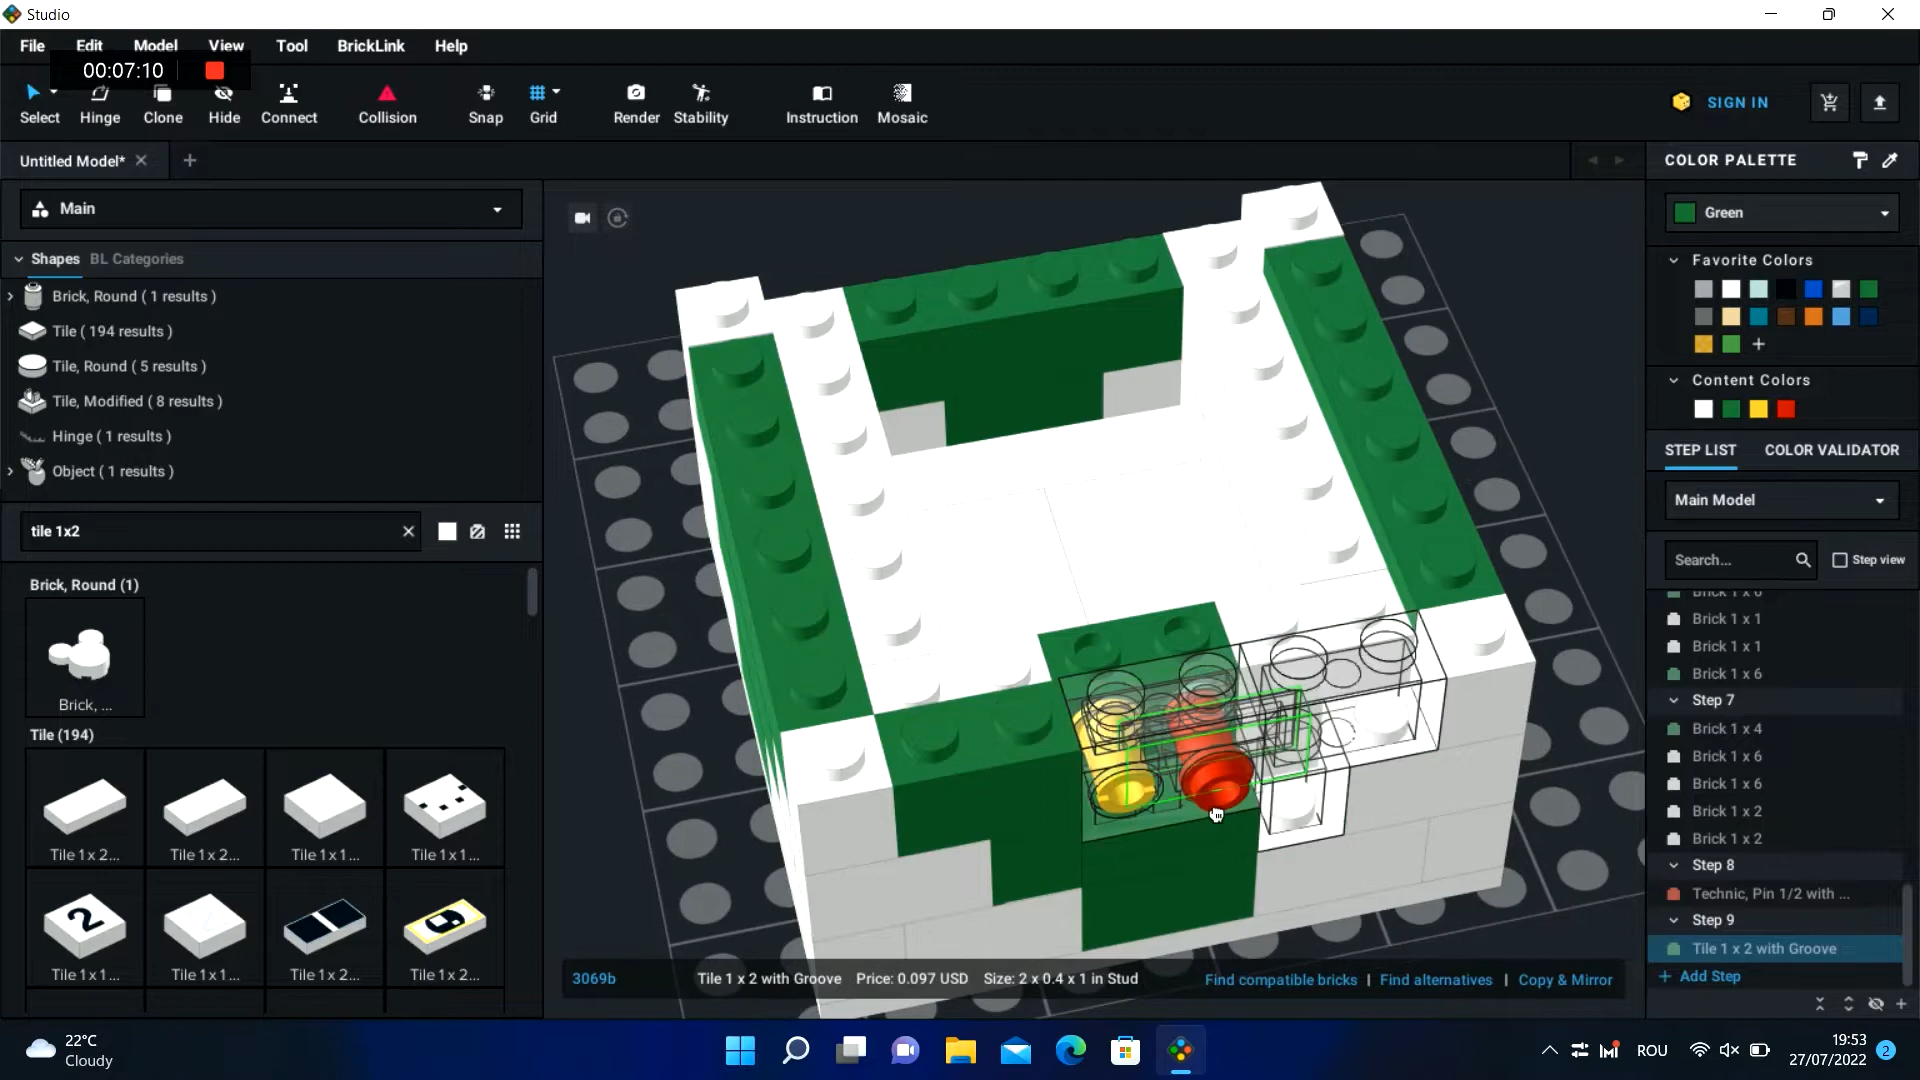 Studio
File Edit Model View Tool BrickLink Help
00:07:10
Select Hinge Clone Hide Connect Collision Snap Grid Render Stability Instruction Mosaic
SIGN IN
Untitled Model*
COLOR PALETTE
Main
Green
Shapes BL Categories
Favorite Colors
Brick, Round ( 1 results )
Tile ( 194 results )
Tile, Round ( 5 results )
Tile, Modified ( 8 results )
Content Colors
Hinge ( 1 results )
STEP LIST COLOR VALIDATOR
Object ( 1 results )
Main Model
tile 1x2
Search...
Step view
Brick, Round (1)
Brick 1 x 6
Brick 1 x 1
Brick 1 x 1
Brick 1 x 6
Brick, ...
Step 7
Tile (194)
Brick 1 x 4
Brick 1 x 6
Brick 1 x 6
Brick 1 x 2
Brick 1 x 2
Tile 1 x 2... Tile 1 x 2... Tile 1 x 1... Tile 1 x 1...
Step 8
Technic, Pin 1/2 with ...
2
Step 9
Tile 1 x 2 with Groove
Tile 1 x 1... Tile 1 x 1... Tile 1 x 2... Tile 1 x 2...
Add Step
3069b Tile 1 x 2 with Groove Price: 0.097 USD Size: 2 x 0.4 x 1 in Stud Find compatible bricks | Find alternatives | Copy & Mirror
22°C
Cloudy
ROU
19:53
27/07/2022
2